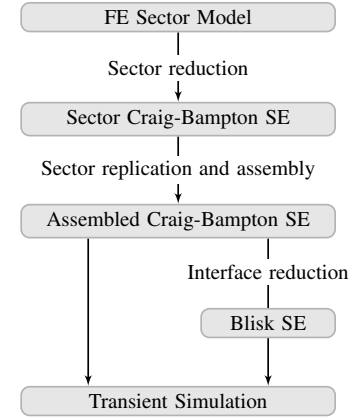 FE Sector Model
Sector reduction
Sector Craig-Bampton SE
Sector replication and assembly
Assembled Craig-Bampton SE
Interface reduction
Blisk SE
Transient Simulation